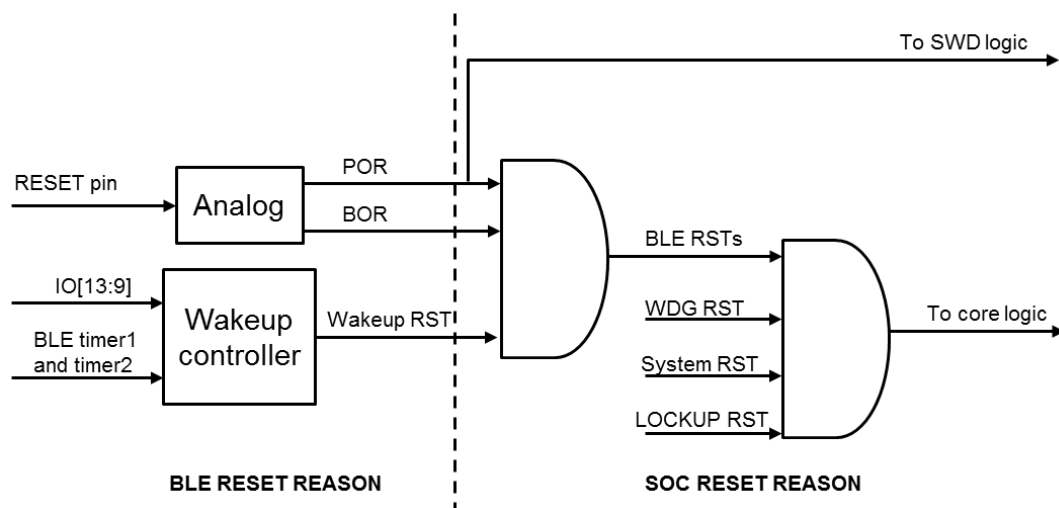 To SWD logic
POR
RESET pin
Analog
BOR
BLE RSTs
IO[13:9]
WDG RST
Wakeup
controller
Wakeup RST
To core logic
BLE timer1
and timer2
System RST
LOCKUP RST
BLE RESET REASON
SOC RESET REASON